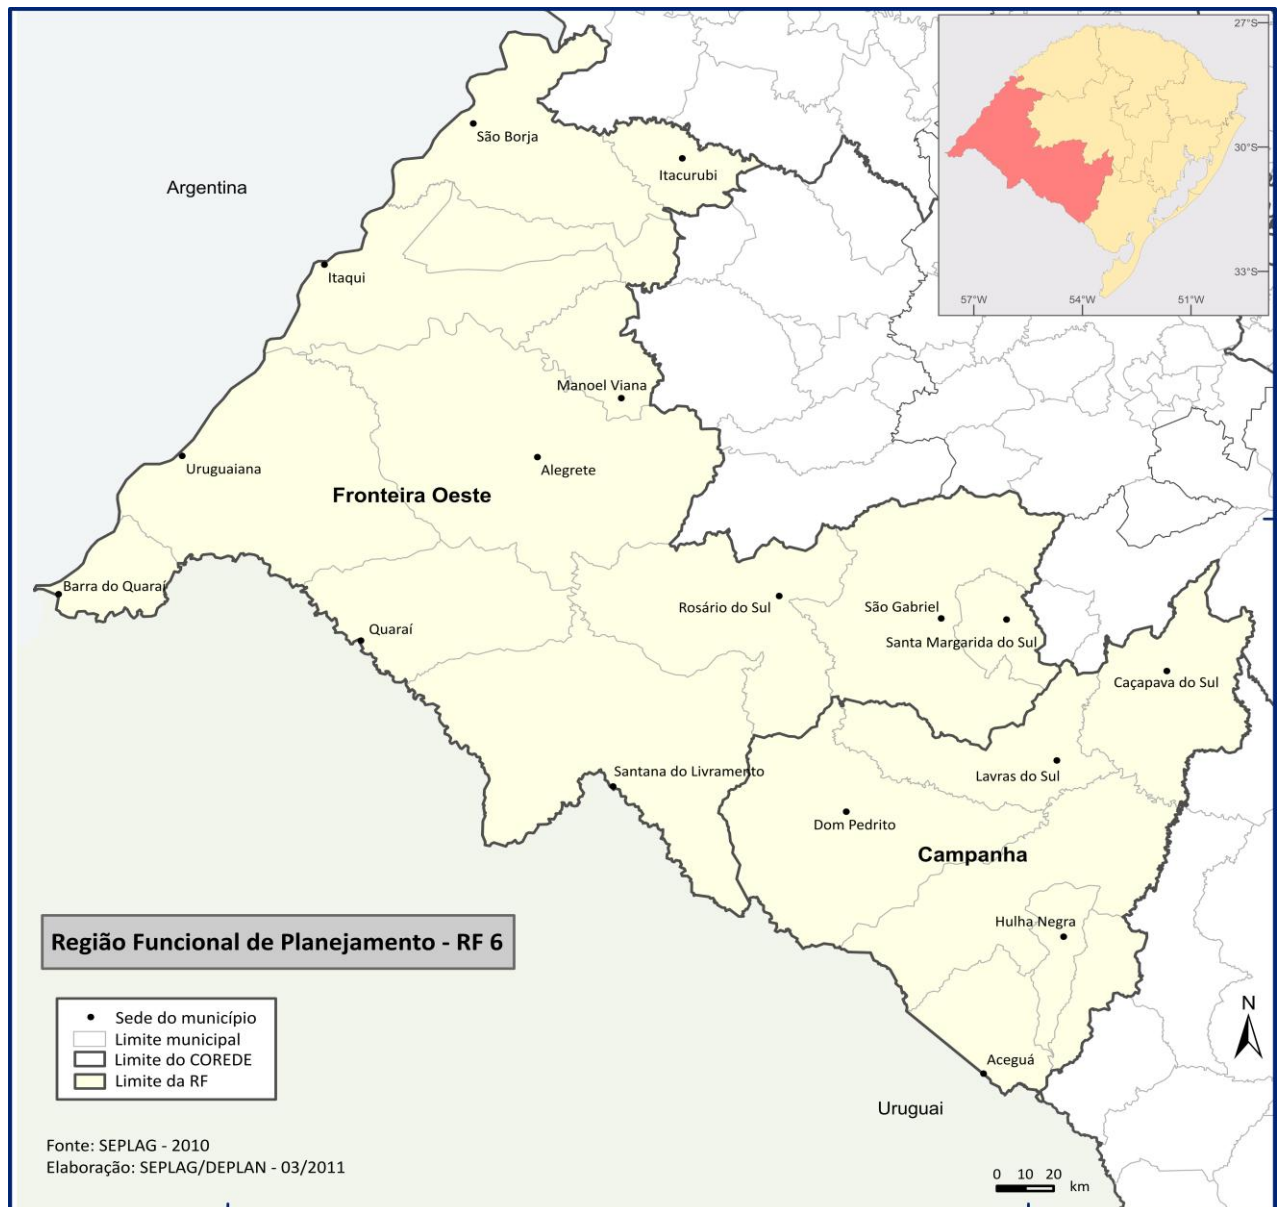 27°S
30°S
33°S
57°W
54°W
51°W
Argentina
São Borja
Itacurubi
Itaqui
Manoel Viana
Uruguaiana
Alegrete
Fronteira Oeste
Barra do Quaraí
Quaraí
Rosário do Sul
São Gabriel
Santa Margarida do Sul
Caçapava do Sul
Santana do Livramento
Lavras do Sul
Dom Pedrito
Campanha
Hulha Negra
Aceguá
Uruguai
Região Funcional de Planejamento - RF 6
Sede do município
Limite municipal
Limite do COREDE
Limite da RF
Fonte: SEPLAG - 2010
Elaboração: SEPLAG/DEPLAN - 03/2011
N
0 10 20
km